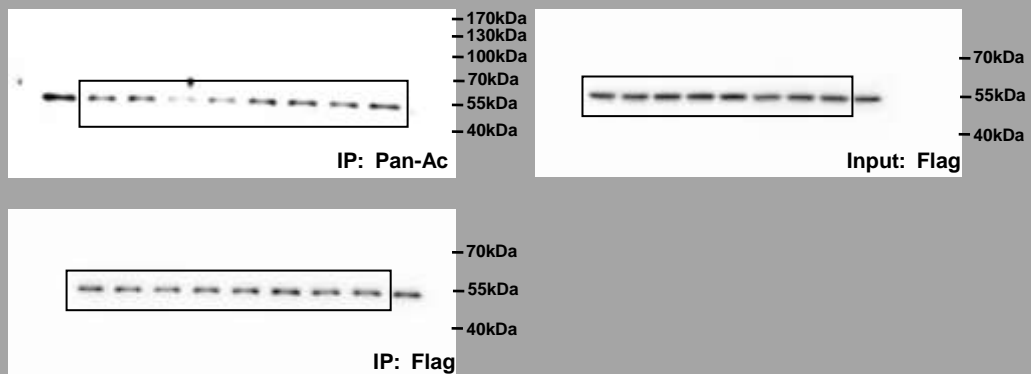 170kDa
130kDa
100kDa
70kDa
55kDa
40kDa
IP: Pan-Ac
70kDa
55kDa
40kDa
Input: Flag
70kDa
55kDa
40kDa
IP: Flag